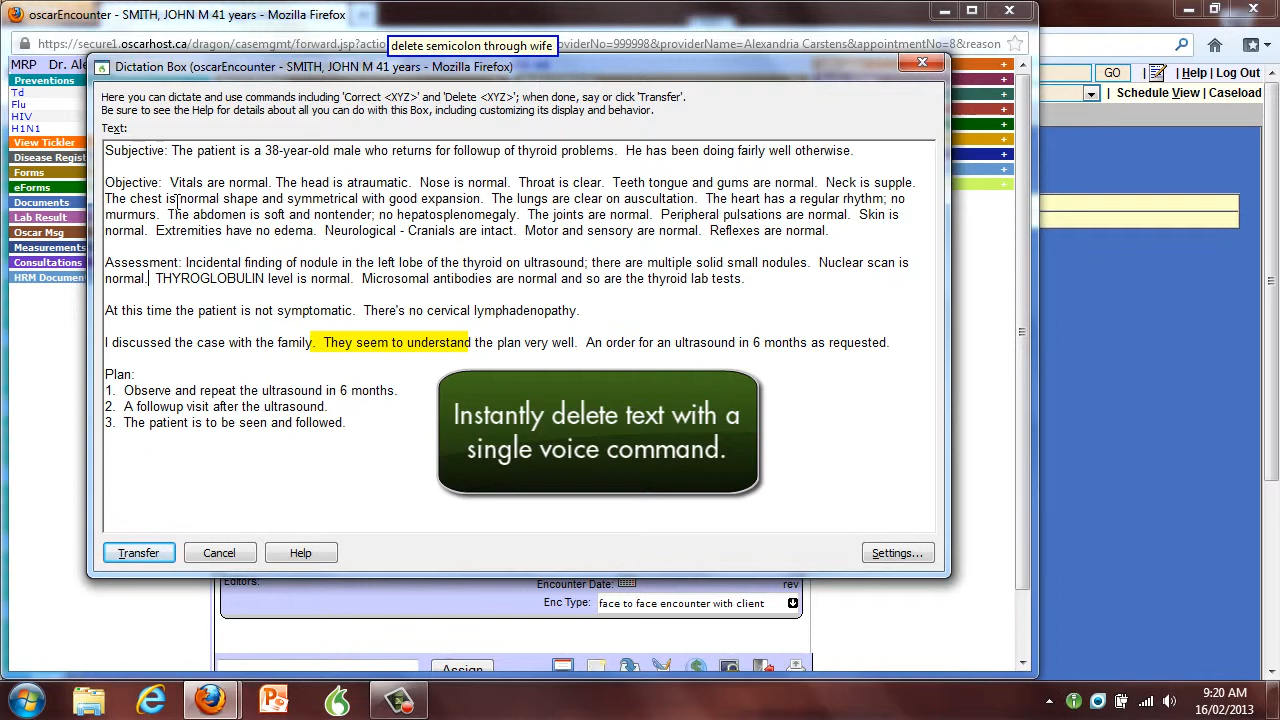 oscarEncounter - SMITH, JOHN M 41 years - Mozilla Firefox
https://secure1.oscarhost.ca/dragon/casemgmt/forward.jsp?actio
delete semicolon through wife
oviderNo=999998&providerName=Alexandria Carstens&appointmentNo=8&reason
MRP Dr. Al
Dictation Box (oscarEncounter - SMITH, JOHN M 41 years - Mozilla Firefox)
GO
Help | Log Out
Schedule View | Caseload
Preventions
Td
Flu
HIV
H1N1
View Tickler
Disease Regist
Forms
eForms
Documents
Lab Result
Oscar Msg
Measurements
Consultations
HRM Documen
Here you can dictate and use commands including 'Correct <XYZ>' and 'Delete <XYZ>'; when done, say or click 'Transfer'.
Be sure to see the Help for details about all you can do with this Box, including customizing its display and behavior.
Text:
Subjective: The patient is a 38-year-old male who returns for followup of thyroid problems. He has been doing fairly well otherwise.
Objective: Vitals are normal. The head is atraumatic. Nose is normal. Throat is clear. Teeth tongue and gums are normal. Neck is supple.
The chest is normal shape and symmetrical with good expansion. The lungs are clear on auscultation. The heart has a regular rhythm; no
murmurs. The abdomen is soft and nontender; no hepatosplenomegaly. The joints are normal. Peripheral pulsations are normal. Skin is
normal. Extremities have no edema. Neurological - Cranials are intact. Motor and sensory are normal. Reflexes are normal.
Assessment: Incidental finding of nodule in the left lobe of the thyroid on ultrasound; there are multiple solid nodules. Nuclear scan is
normal. THYROGLOBULIN level is normal. Microsomal antibodies are normal and so are the thyroid lab tests.
At this time the patient is not symptomatic. There's no cervical lymphadenopathy.
I discussed the case with the family. They seem to understand the plan very well. An order for an ultrasound in 6 months as requested.
Plan:
1. Observe and repeat the ultrasound in 6 months.
2. A followup visit after the ultrasound.
3. The patient is to be seen and followed.
Instantly delete text with a
single voice command.
Transfer
Cancel
Help
Settings...
Editors:
Encounter Date:
rev
Enc Type:
face to face encounter with client
Assign
9:20 AM
16/02/2013